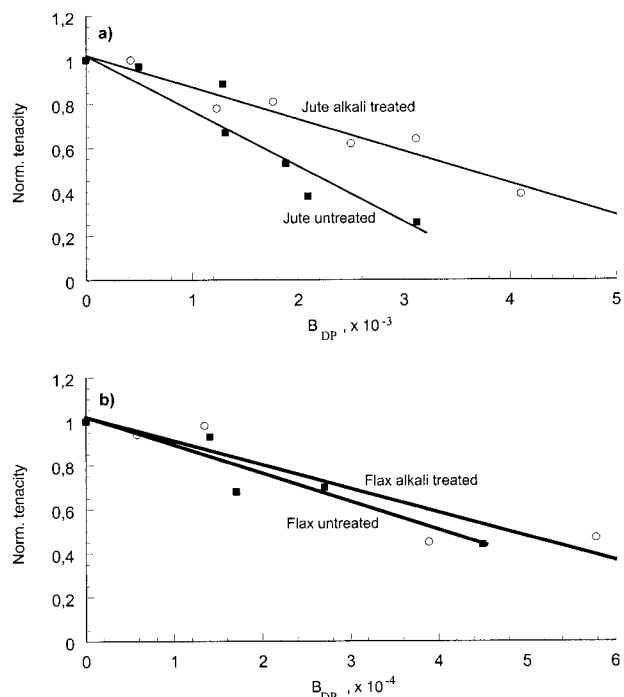 a)
1,2
1
0,8
0,6
0,4
0,2
0
Norm. tenacity
Jute alkali treated
Jute untreated
0 1 2 3 4 5
B_DP , x 10^-3
b)
1,2
1
0,8
0,6
0,4
0,2
0
Norm. tenacity
Flax alkali treated
Flax untreated
0 1 2 3 4 5 6
B_DP , x 10^-4